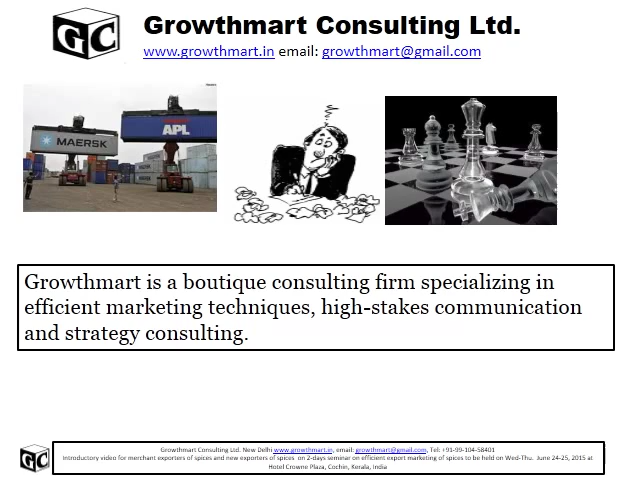 GC
Growthmart Consulting Ltd.
www.growthmart.in email: growthmart@gmail.com
MAERSK
APL
Growthmart is a boutique consulting firm specializing in
efficient marketing techniques, high-stakes communication
and strategy consulting.
GC
Growthmart Consulting Ltd. New Delhi www.growthmart.in, email: growthmart@gmail.com, Tel: +91-99-104-58401
Introductory video for merchant exporters of spices and new exporters of spices on 2-days seminar on efficient export marketing of spices to be held on Wed-Thu. June 24-25, 2015 at
Hotel Crowne Plaza, Cochin, Kerala, India